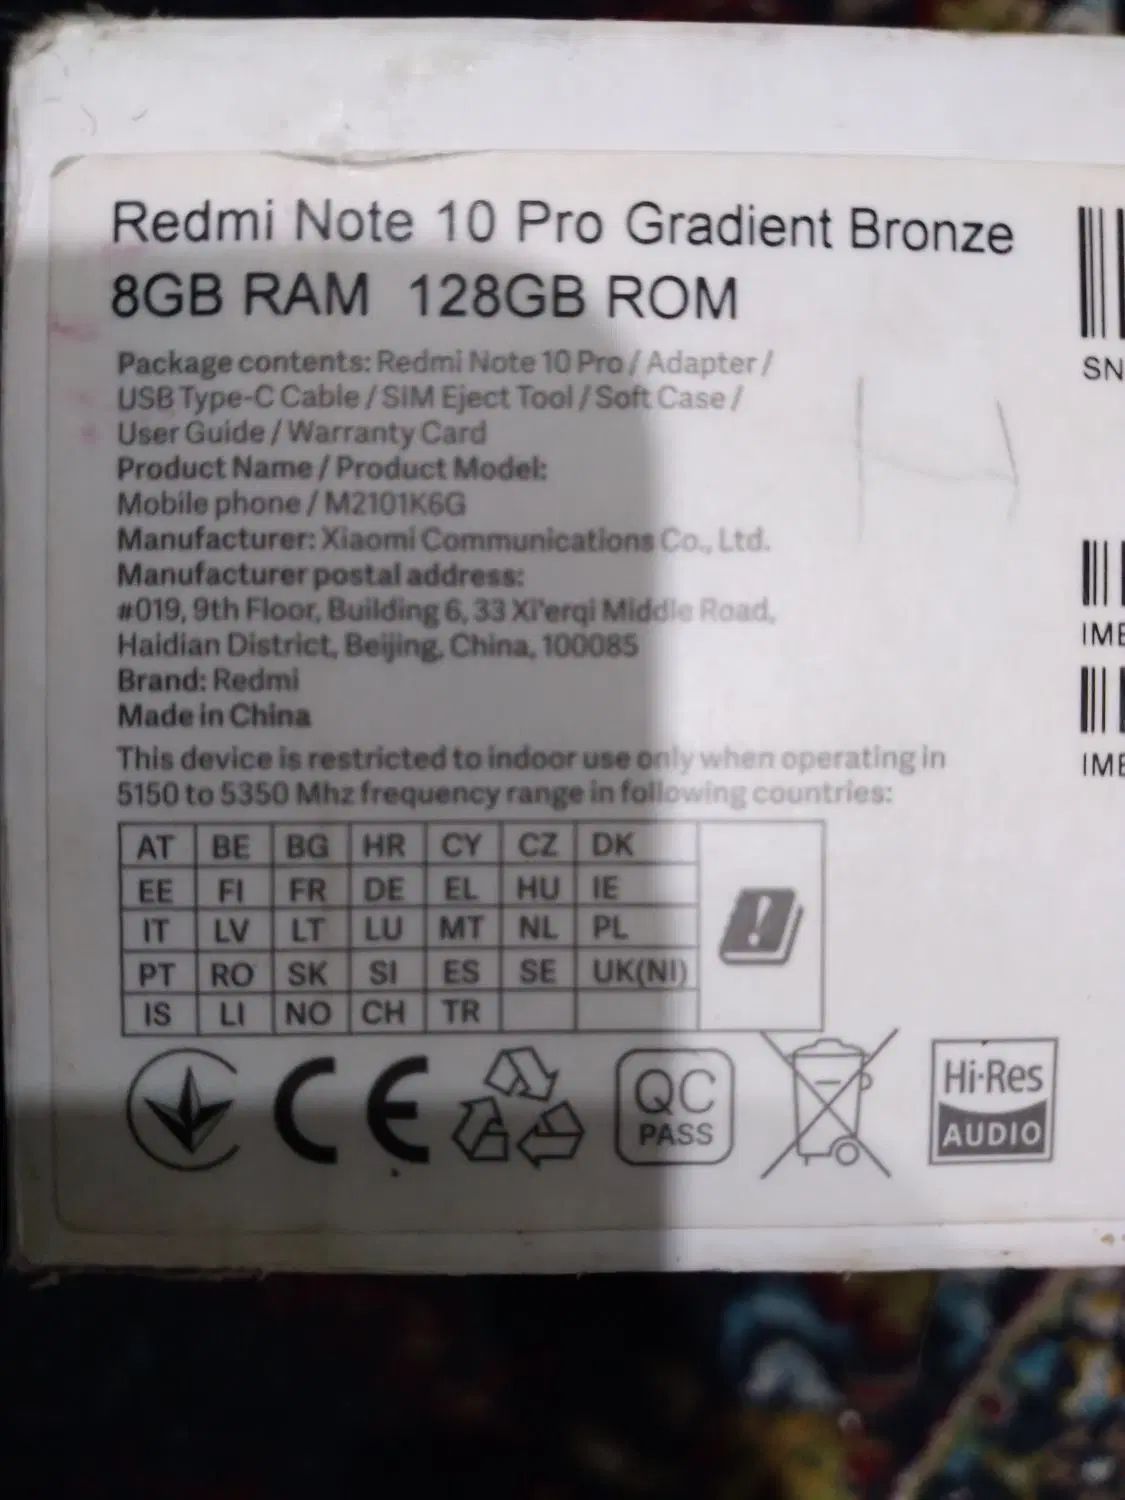 Redmi Note 10 Pro Gradient Bronze
8GB RAM 128GB ROM
Package contents: Redmi Note 10 Pro / Adapter /
USB Type-C Cable / SIM Eject Tool / Soft Case /
User Guide / Warranty Card
Product Name / Product Model:
Mobile phone / M2101K6G
Manufacturer: Xiaomi Communications Co., Ltd.
Manufacturer postal address:
#019, 9th Floor, Building 6, 33 Xi'erqi Middle Road,
Haidian District, Beijing, China, 100085
Brand: Redmi
Made in China
This device is restricted to indoor use only when operating in
5150 to 5350 Mhz frequency range in following countries:
AT BE BG HR CY CZ DK
EE FI FR DE EL HU IE
IT LV LT LU MT NL PL
PT RO SK SI ES SE UK(NI)
IS LI NO CH TR
CE QC PASS Hi-Res AUDIO
SN
IME
IME
H